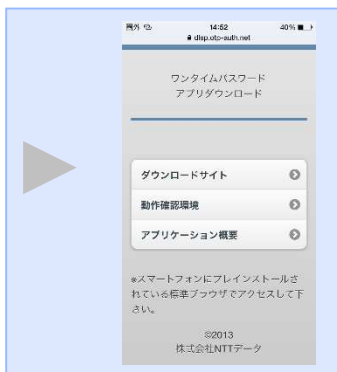 圏外
14:52
40%
disp.otp-auth.net
ワンタイムパスワード
アプリダウンロード
ダウンロードサイト
動作確認環境
アプリケーション概要
※スマートフォンにプレインストールさ
れている標準ブラウザでアクセスして下
さい。
©2013
株式会社NTTデータ